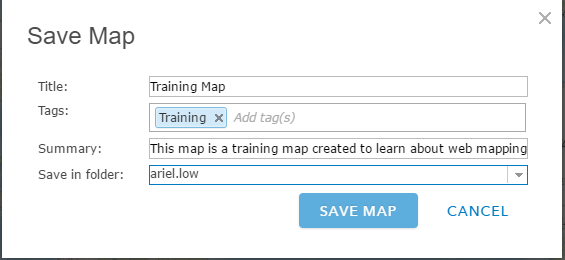 Save Map
Title: Training Map
Tags: Training Add tag(s)
Summary: This map is a training map created to learn about web mapping
Save in folder: ariel.low
SAVE MAP CANCEL